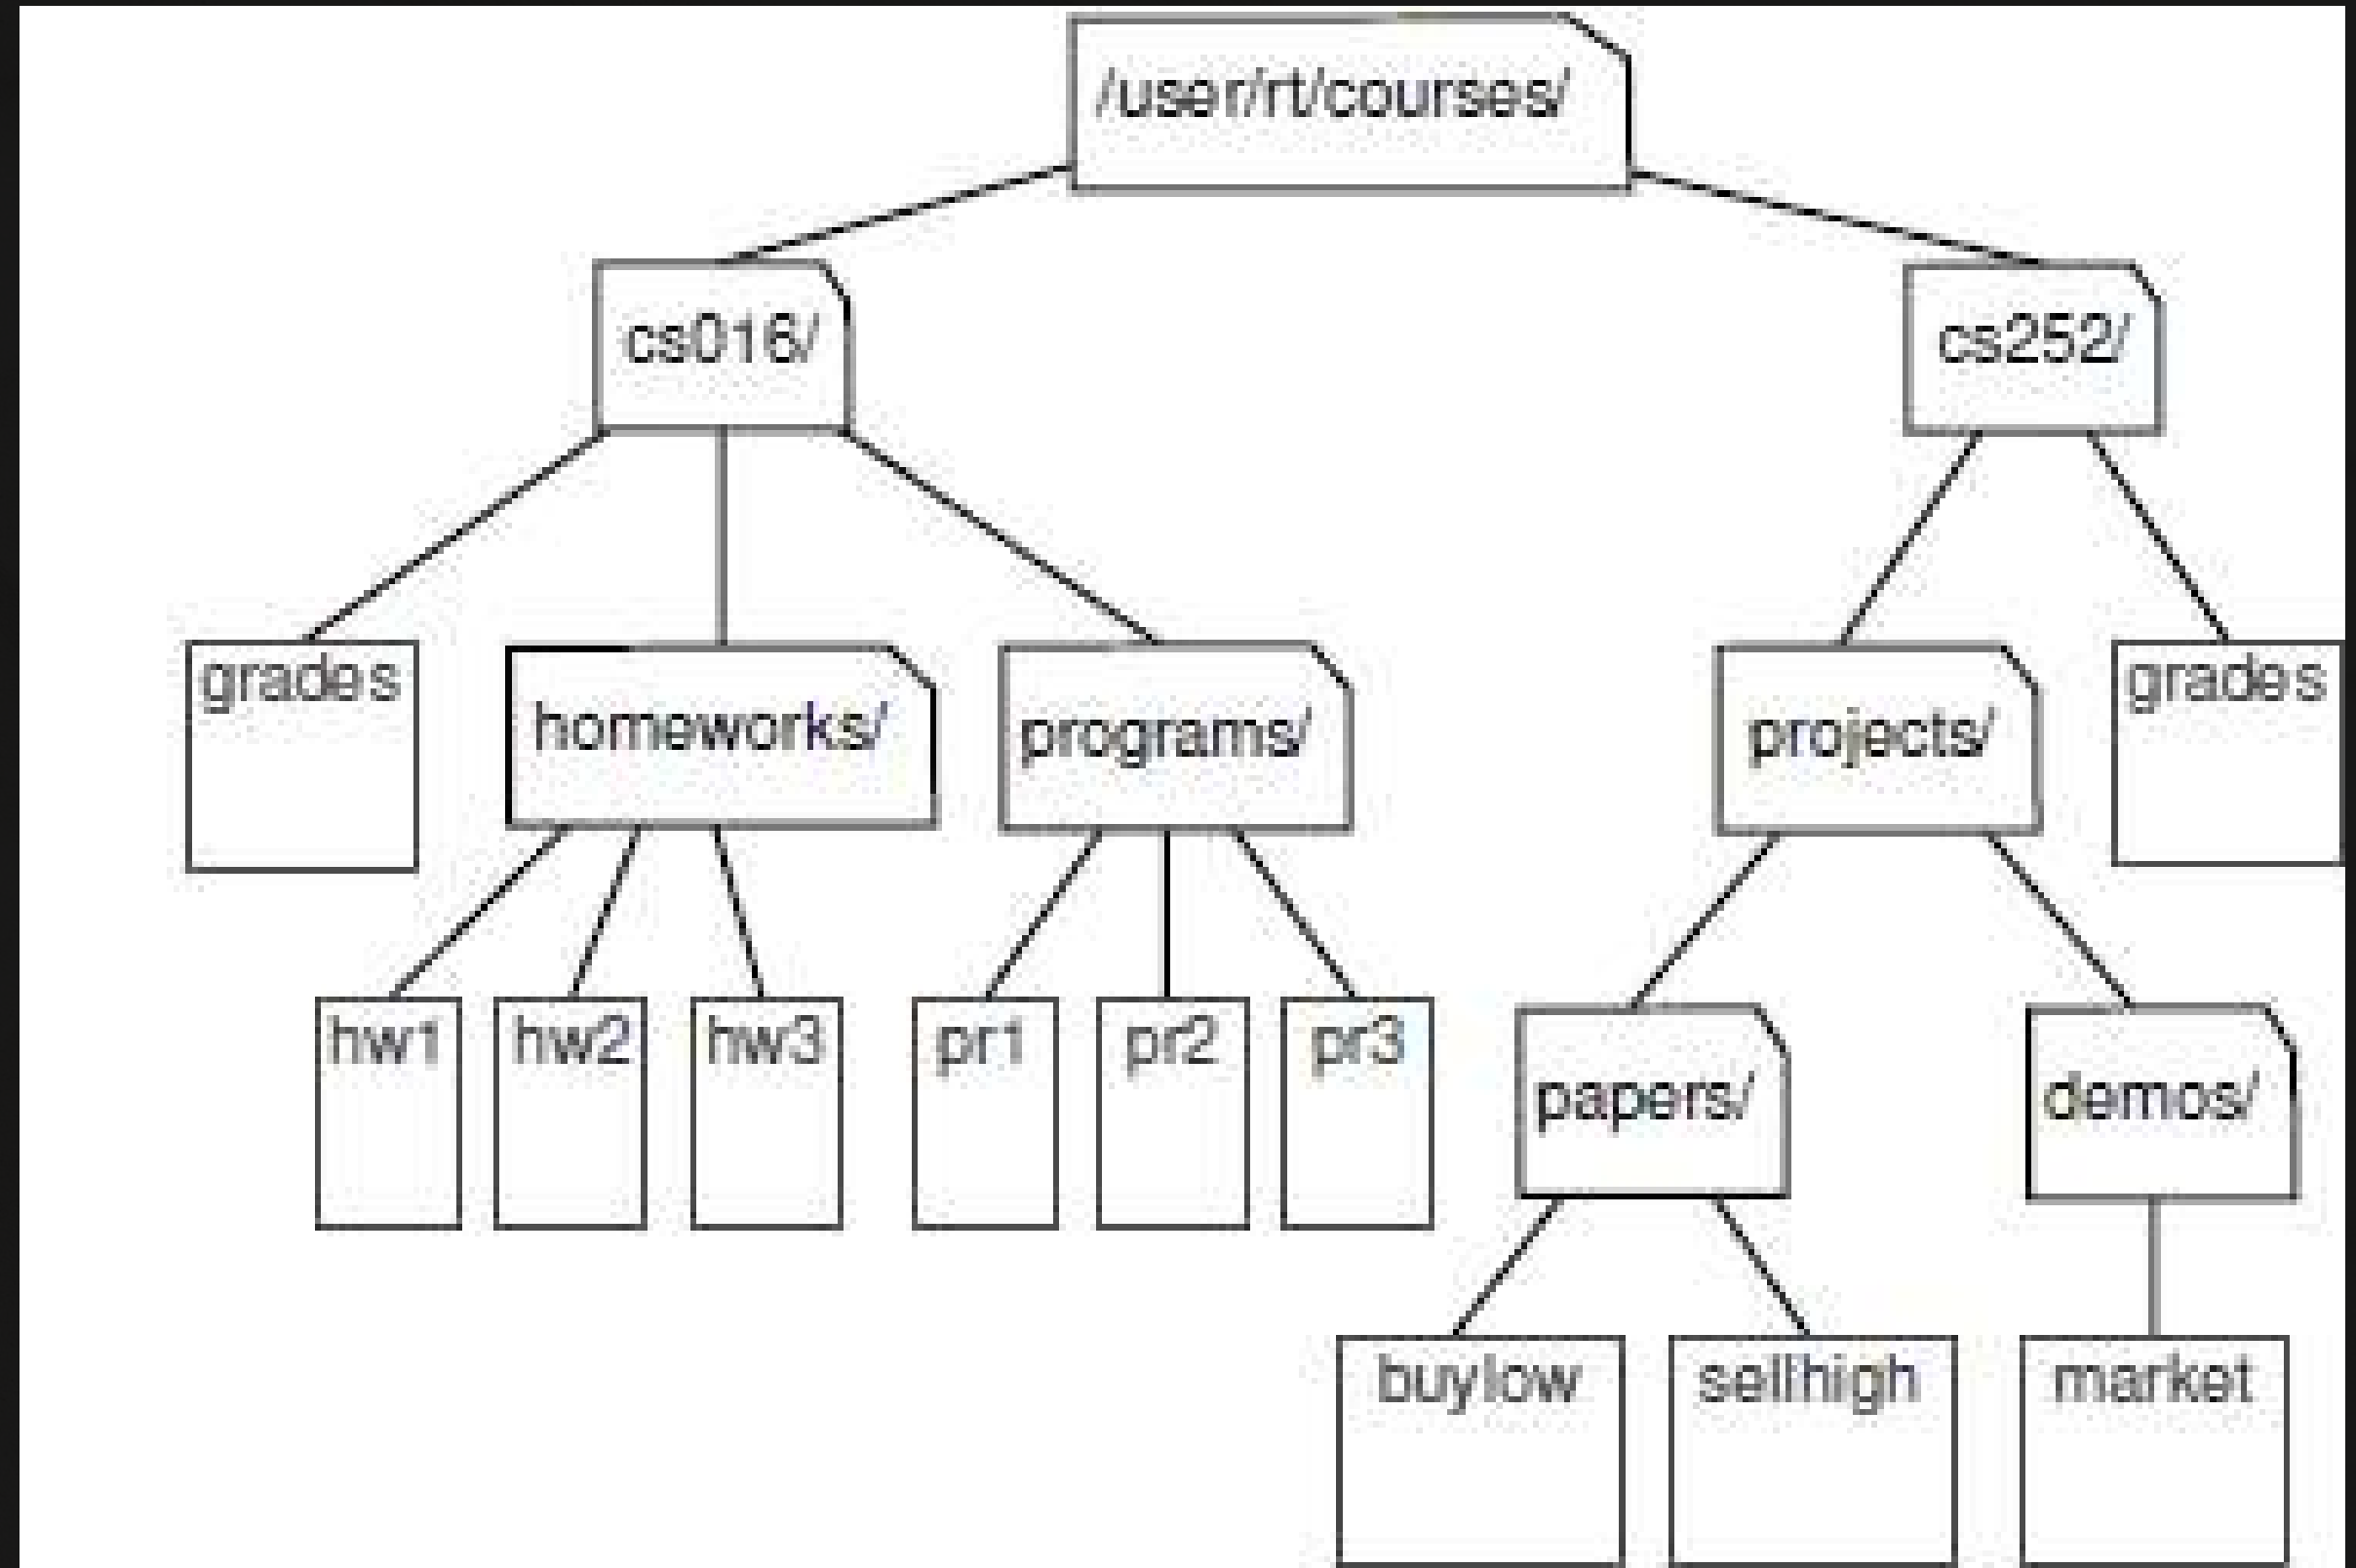 /user/rt/courses/
cs016/
cs252/
grades
homeworks/
programs/
projects/
grades
hw1
hw2
hw3
pr1
pr2
pr3
papers/
demos/
buylow
sellhigh
market